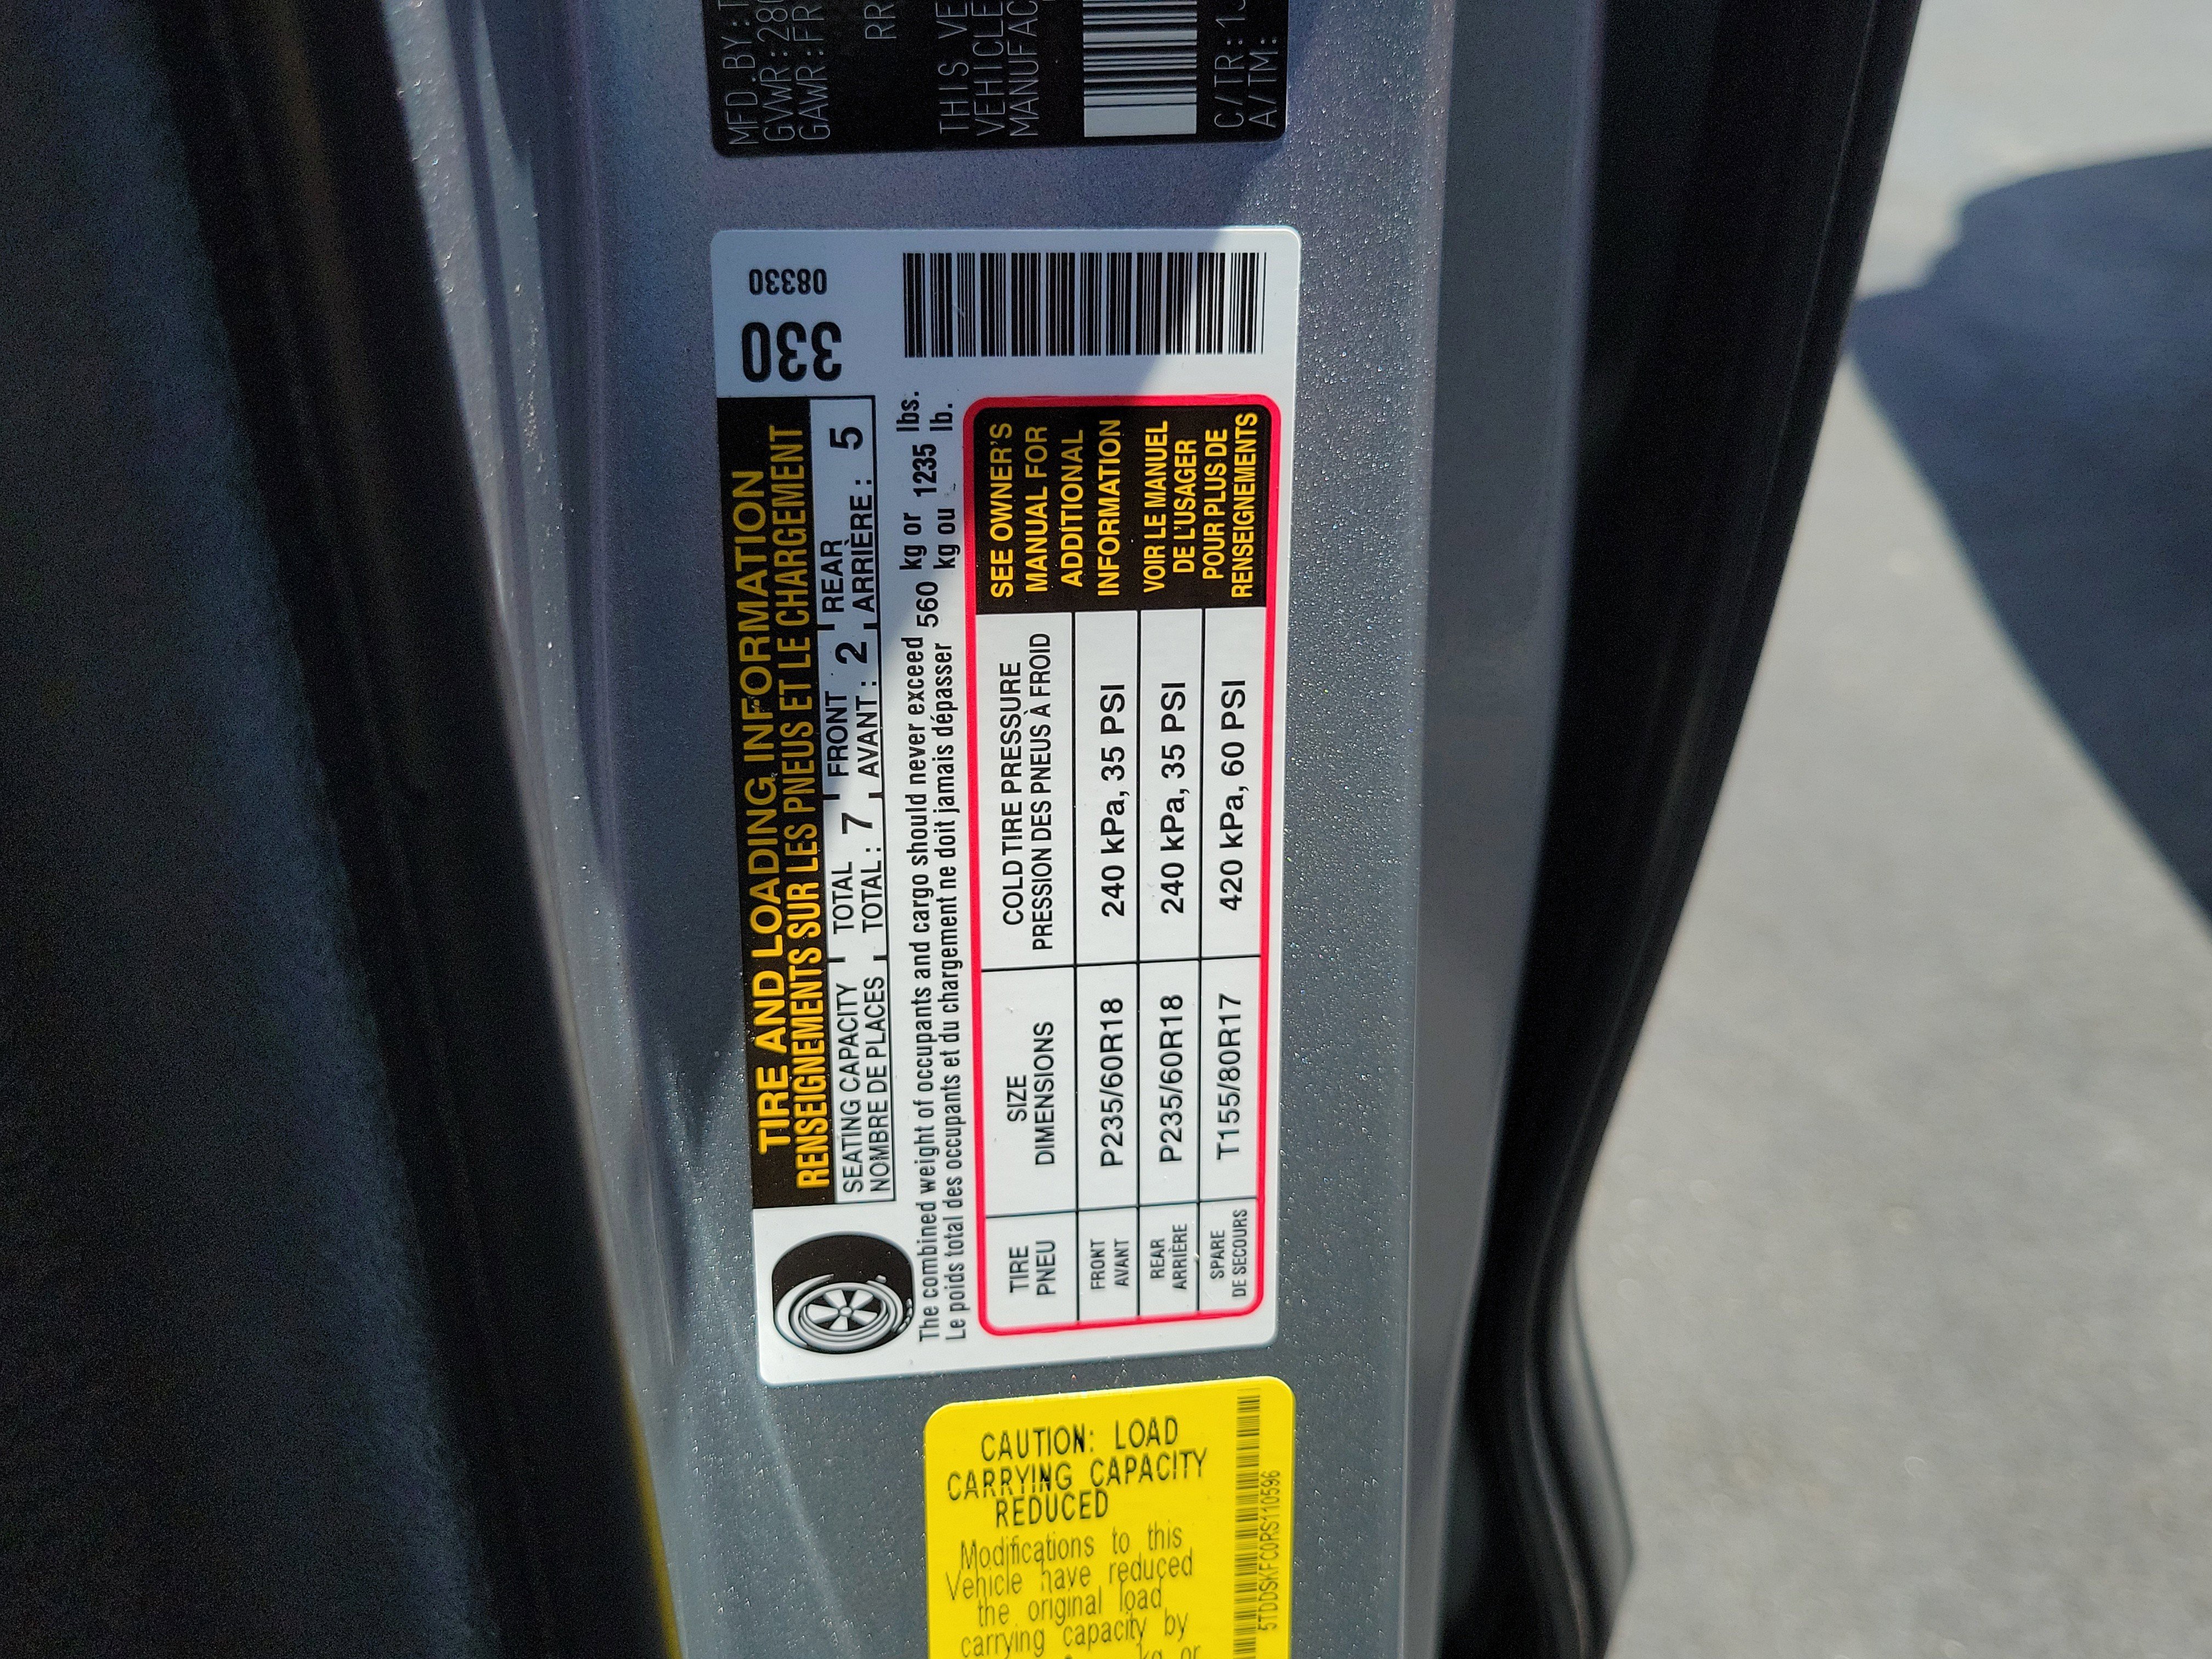 MFD.BY:
GVWR:280
GAWR:FR
RR
THIS VE
VEHICLE
MANUFAC
C/TR:
A/TM:
330
08330
TIRE AND LOADING INFORMATION
RENSEIGNEMENTS SUR LES PNEUS ET LE CHARGEMENT
SEATING CAPACITY TOTAL 7 FRONT 2 REAR 5
NOMBRE DE PLACES TOTAL : AVANT : ARRIÈRE :
The combined weight of occupants and cargo should never exceed 560 kg or 1235 lbs.
Le poids total des occupants et du chargement ne doit jamais dépasser kg ou lb.
TIRE SIZE COLD TIRE PRESSURE
PNEU DIMENSIONS PRESSION DES PNEUS À FROID
FRONT P235/60R18 240 kPa, 35 PSI
AVANT
REAR P235/60R18 240 kPa, 35 PSI
ARRIÈRE
SPARE T155/80R17 420 kPa, 60 PSI
DE SECOURS
SEE OWNER'S
MANUAL FOR
ADDITIONAL
INFORMATION
VOIR LE MANUEL
DE L'USAGER
POUR PLUS DE
RENSEIGNEMENTS
CAUTION: LOAD
CARRYING CAPACITY
REDUCED
Modifications to this
Vehicle have reduced
the original load
carrying capacity by
kg or
5TDDSKFC0RS110596